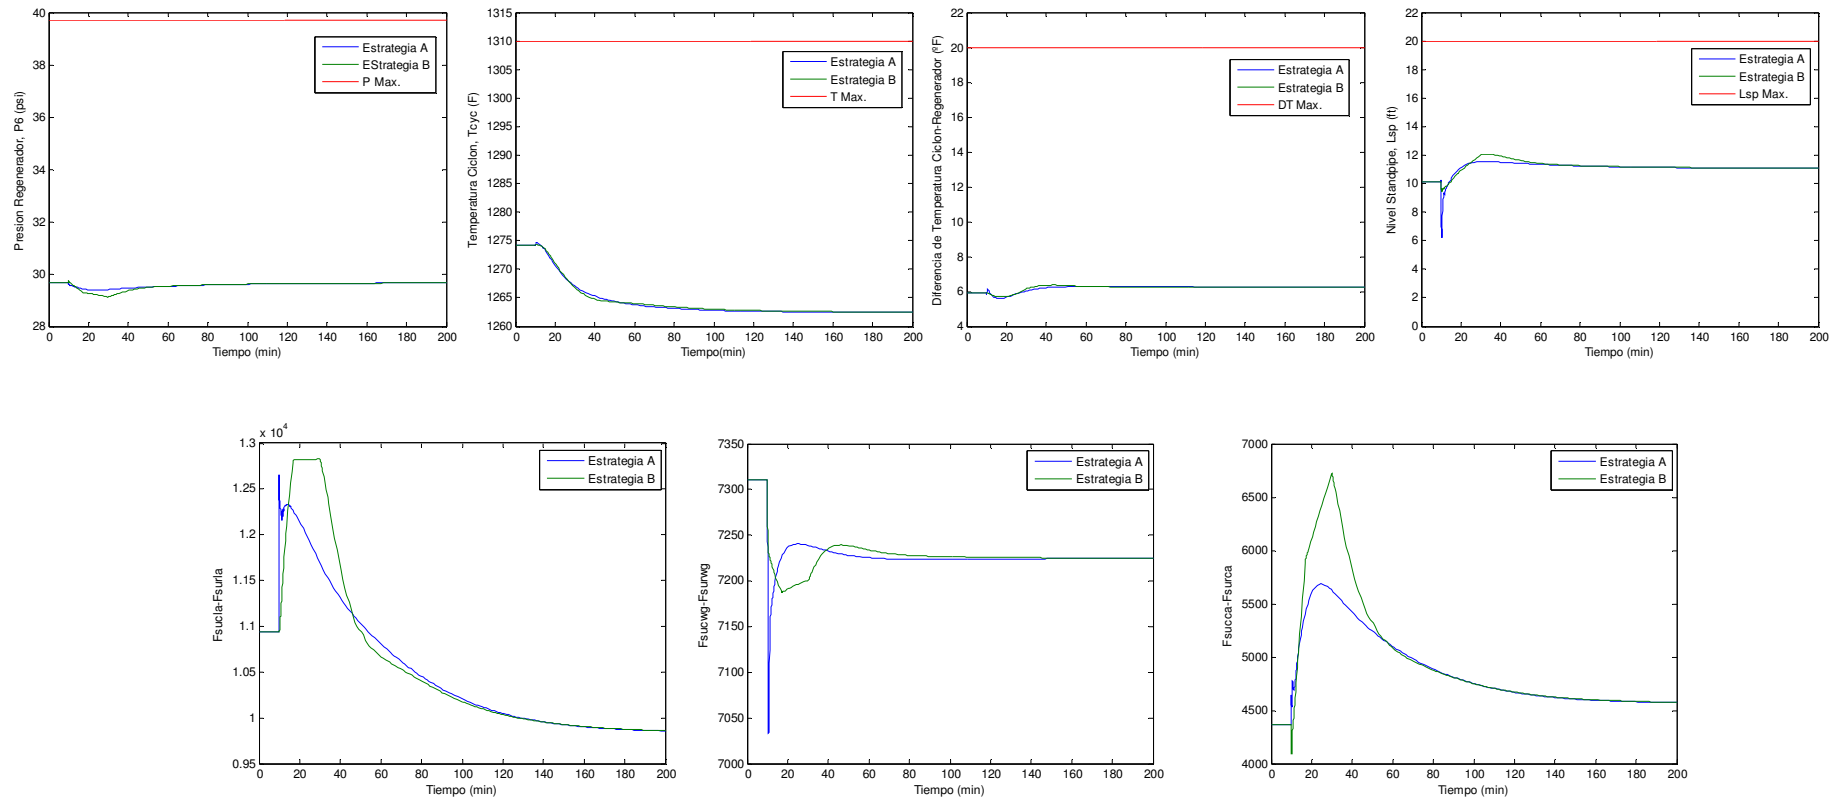 Presion Regenerador, P6 (psi)
40
38
36
34
32
30
28
0 20 40 60 80 100 120 140 160 180 200
Tiempo (min)
Estrategia A
EStrategia B
P Max.
Temperatura Ciclon, Tcyc (F)
1315
1310
1305
1300
1295
1290
1285
1280
1275
1270
1265
1260
0 20 40 60 80 100 120 140 160 180 200
Tiempo(min)
Estrategia A
Estrategia B
T Max.
Diferencia de Temperatura Ciclon-Regenerador (ºF)
22
20
18
16
14
12
10
8
6
4
0 20 40 60 80 100 120 140 160 180 200
Tiempo (min)
Estrategia A
Estrategia B
DT Max.
Nivel Standpipe, Lsp (ft)
22
20
18
16
14
12
10
8
6
4
2
0
0 20 40 60 80 100 120 140 160 180 200
Tiempo (min)
Estrategia A
Estrategia B
Lsp Max.
Fsucla-Fsurla
x 10^4
1.3
1.25
1.2
1.15
1.1
1.05
1
0.95
0 20 40 60 80 100 120 140 160 180 200
Tiempo (min)
Estrategia A
Estrategia B
Fsucwg-Fsurwg
7350
7300
7250
7200
7150
7100
7050
7000
0 20 40 60 80 100 120 140 160 180 200
Tiempo (min)
Estrategia A
Estrategia B
Fsucca-Fsurca
7000
6500
6000
5500
5000
4500
4000
0 20 40 60 80 100 120 140 160 180 200
Tiempo (min)
Estrategia A
Estrategia B